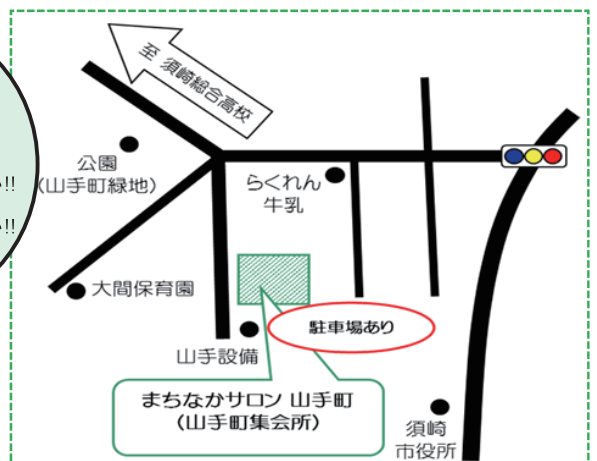 至 須崎総合高校
公園
(山手町緑地)
らくれん
牛乳
!!
!!
大間保育園
駐車場あり
山手設備
まちなかサロン 山手町
(山手町集会所)
須崎
市役所